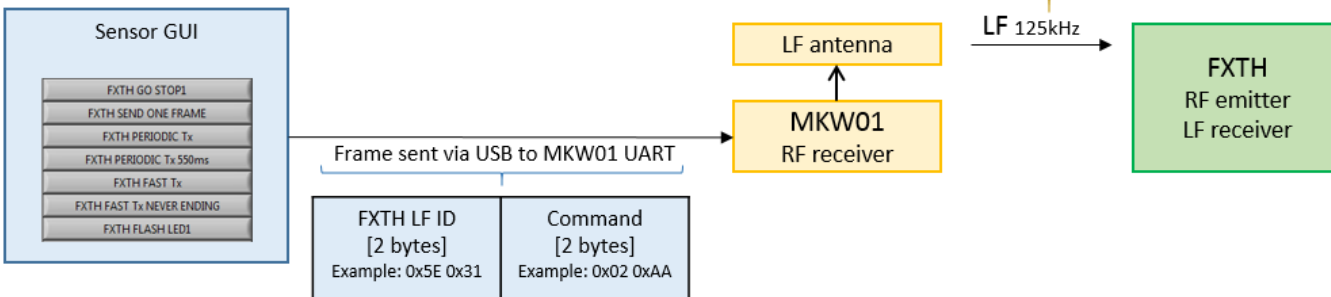 Sensor GUI
FXTH GO STOP1
FXTH SEND ONE FRAME
FXTH PERIODIC Tx
FXTH PERIODIC Tx 550ms
FXTH FAST Tx
FXTH FAST Tx NEVER ENDING
FXTH FLASH LED1
Frame sent via USB to MKW01 UART
FXTH LF ID
[2 bytes]
Example: 0x5E 0x31
Command
[2 bytes]
Example: 0x02 0xAA
LF antenna
MKW01
RF receiver
LF 125kHz
FXTH
RF emitter
LF receiver